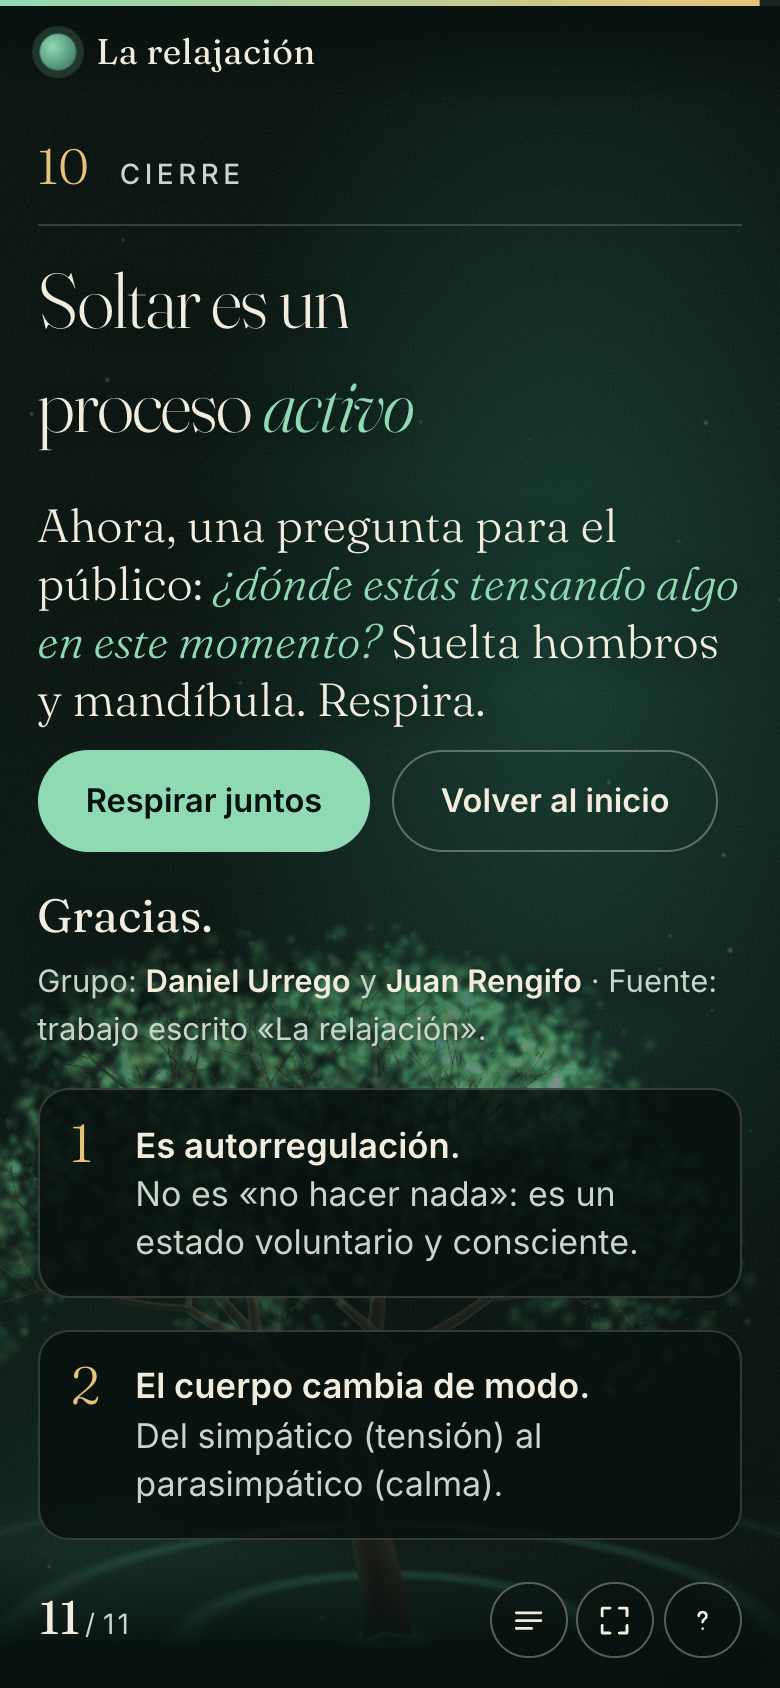 La relajación
10 CIERRE
Soltar es un
proceso activo
Ahora, una pregunta para el
público: ¿dónde estás tensando algo
en este momento? Suelta hombros
y mandíbula. Respira.
Respirar juntos
Volver al inicio
Gracias.
Grupo: Daniel Urrego y Juan Rengifo · Fuente:
trabajo escrito «La relajación».
1 Es autorregulación.
No es «no hacer nada»: es un
estado voluntario y consciente.
2 El cuerpo cambia de modo.
Del simpático (tensión) al
parasimpático (calma).
11 / 11
?